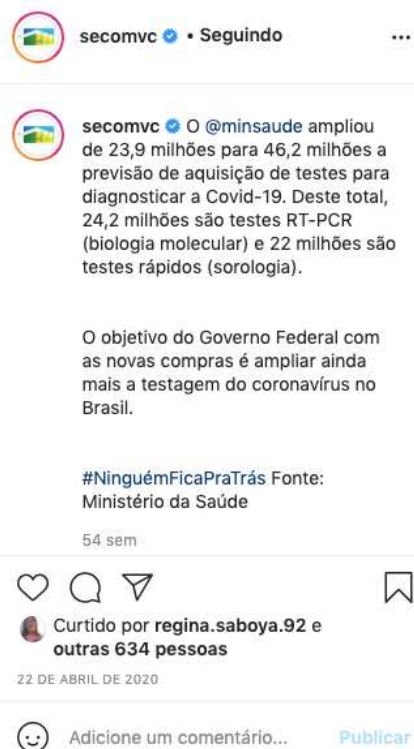 secomvc • Seguindo
secomvc O @minsaude ampliou
de 23,9 milhões para 46,2 milhões a
previsão de aquisição de testes para
diagnosticar a Covid-19. Deste total,
24,2 milhões são testes RT-PCR
(biologia molecular) e 22 milhões são
testes rápidos (sorologia).
O objetivo do Governo Federal com
as novas compras é ampliar ainda
mais a testagem do coronavírus no
Brasil.
#NinguémFicaPraTrás Fonte:
Ministério da Saúde
54 sem
Curtido por regina.saboya.92 e
outras 634 pessoas
22 DE ABRIL DE 2020
Adicione um comentário... Publicar